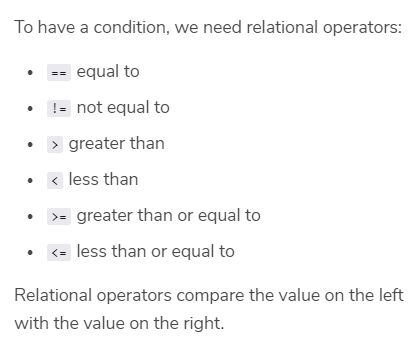 To have a condition, we need relational operators:
• == equal to
• != not equal to
• > greater than
• < less than
• >= greater than or equal to
• <= less than or equal to
Relational operators compare the value on the left
with the value on the right.